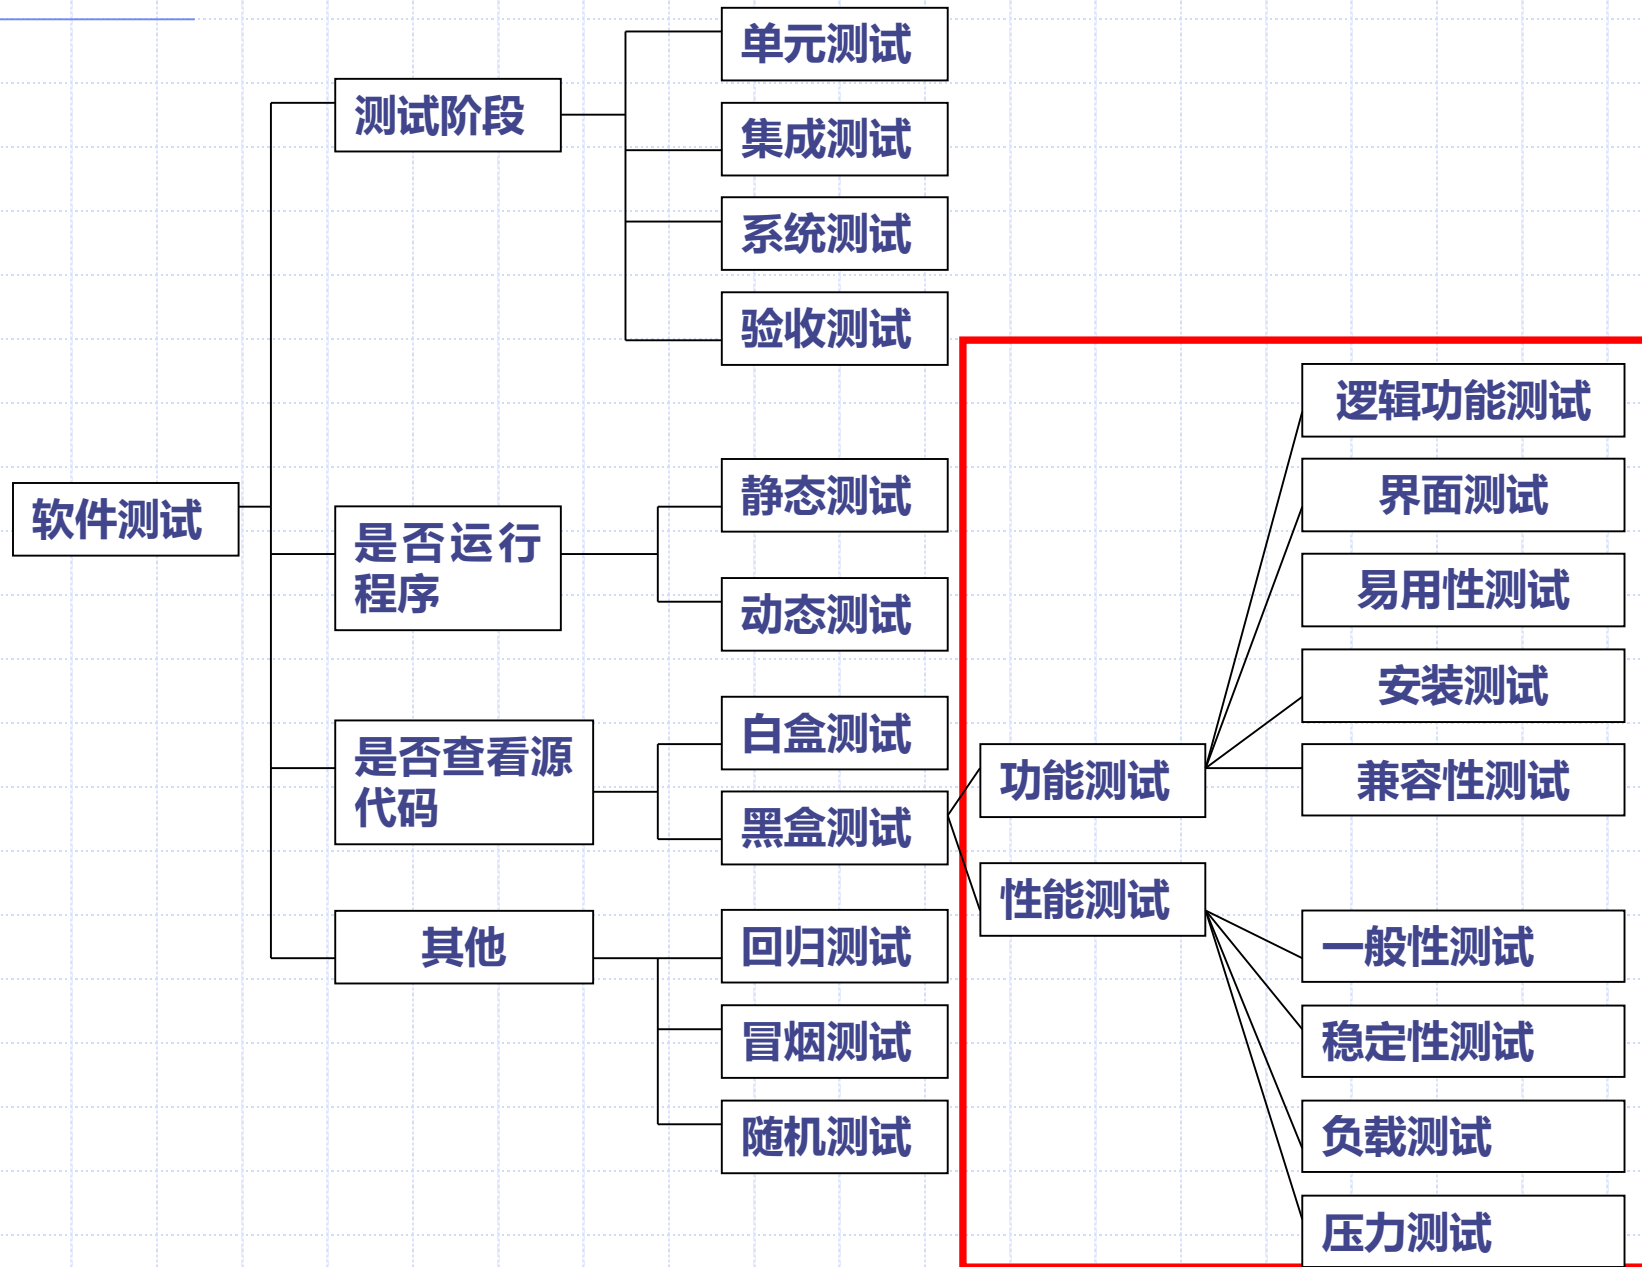 软件测试
测试阶段
单元测试
集成测试
系统测试
验收测试
是否运行
程序
静态测试
动态测试
是否查看源
代码
白盒测试
黑盒测试
功能测试
逻辑功能测试
界面测试
易用性测试
安装测试
兼容性测试
性能测试
一般性测试
稳定性测试
负载测试
压力测试
其他
回归测试
冒烟测试
随机测试